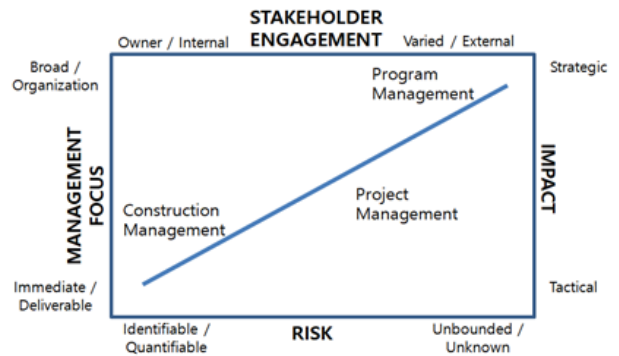 STAKEHOLDER
ENGAGEMENT
Owner / Internal
Varied / External
Broad /
Organization
Strategic
Program
Management
MANAGEMENT
FOCUS
IMPACT
Construction
Management
Project
Management
Immediate /
Deliverable
Tactical
Identifiable /
Quantifiable
RISK
Unbounded /
Unknown